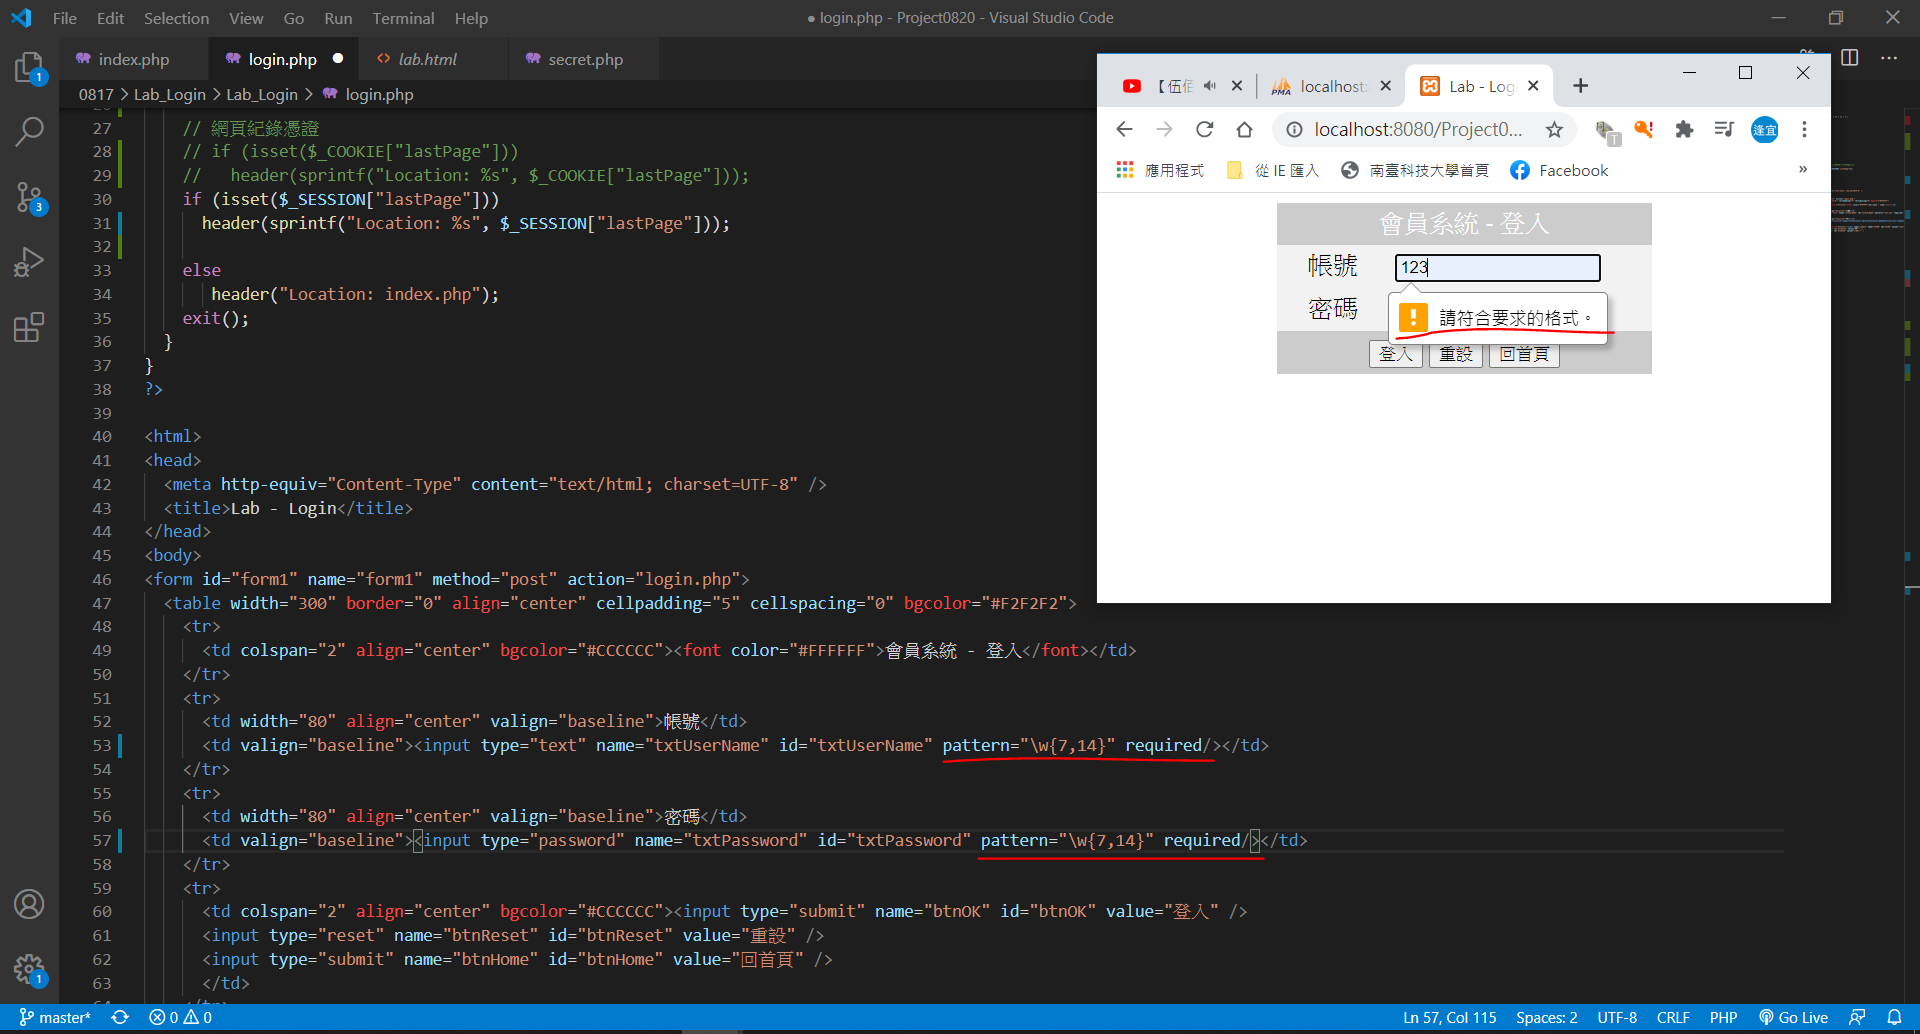 File Edit Selection View Go Run Terminal Help
● login.php - Project0820 - Visual Studio Code
index.php login.php lab.html secret.php
0817 > Lab_Login > Lab_Login > login.php
27 // 網頁紀錄憑證
28 // if (isset($_COOKIE["lastPage"]))
29 //   header(sprintf("Location: %s", $_COOKIE["lastPage"]));
30 if (isset($_SESSION["lastPage"]))
31 header(sprintf("Location: %s", $_SESSION["lastPage"]));
32
33 else
34 header("Location: index.php");
35 exit();
36 }
37 }
38 ?>
39
40 <html>
41 <head>
42 <meta http-equiv="Content-Type" content="text/html; charset=UTF-8" />
43 <title>Lab - Login</title>
44 </head>
45 <body>
46 <form id="form1" name="form1" method="post" action="login.php">
47 <table width="300" border="0" align="center" cellpadding="5" cellspacing="0" bgcolor="#F2F2F2">
48 <tr>
49 <td colspan="2" align="center" bgcolor="#CCCCCC"><font color="#FFFFFF">會員系統 - 登入</font></td>
50 </tr>
51 <tr>
52 <td width="80" align="center" valign="baseline">帳號</td>
53 <td valign="baseline"><input type="text" name="txtUserName" id="txtUserName" pattern="\w{7,14}" required/></td>
54 </tr>
55 <tr>
56 <td width="80" align="center" valign="baseline">密碼</td>
57 <td valign="baseline"><input type="password" name="txtPassword" id="txtPassword" pattern="\w{7,14}" required/></td>
58 </tr>
59 <tr>
60 <td colspan="2" align="center" bgcolor="#CCCCCC"><input type="submit" name="btnOK" id="btnOK" value="登入" />
61 <input type="reset" name="btnReset" id="btnReset" value="重設" />
62 <input type="submit" name="btnHome" id="btnHome" value="回首頁" />
63 </td>
1
3
1
master* 0 0
Ln 57, Col 115 Spaces: 2 UTF-8 CRLF PHP Go Live
【伍佰 localhost: Lab - Log
PMA
localhost:8080/Project0...
T
逢宜
應用程式 從 IE 匯入 南臺科技大學首頁 Facebook »
會員系統 - 登入
帳號 123
密碼 請符合要求的格式。
登入 重設 回首頁